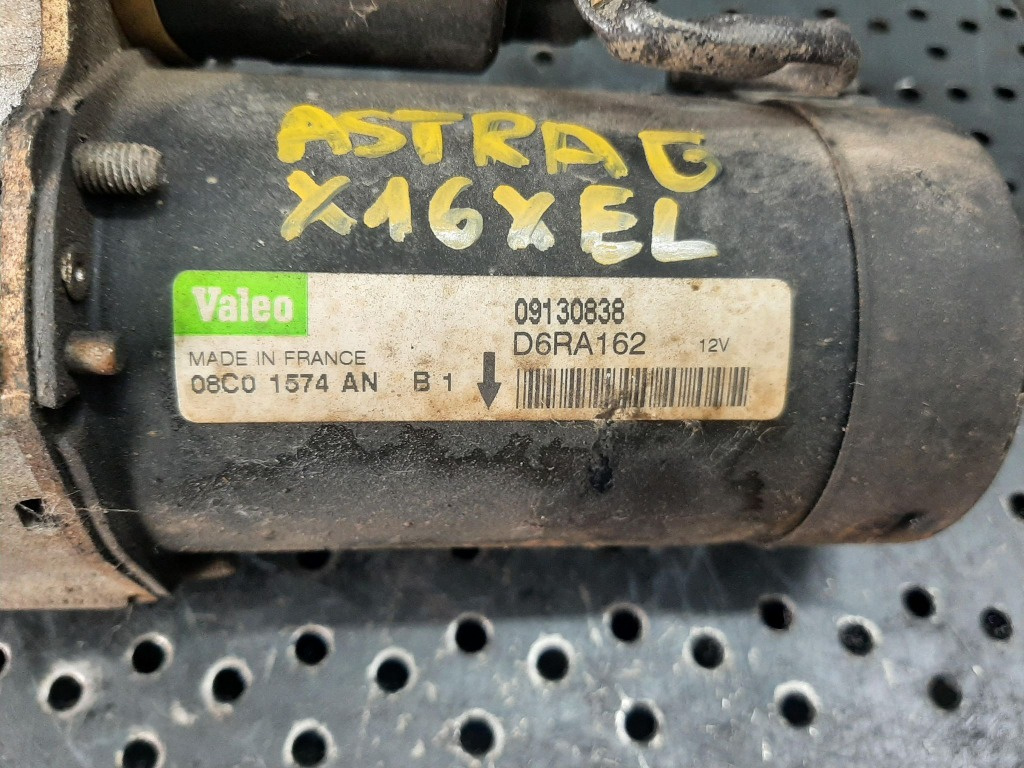 ASTRA G
X16XEL
Valeo
09130838
D6RA162 12V
MADE IN FRANCE
08C0 1574 AN B 1